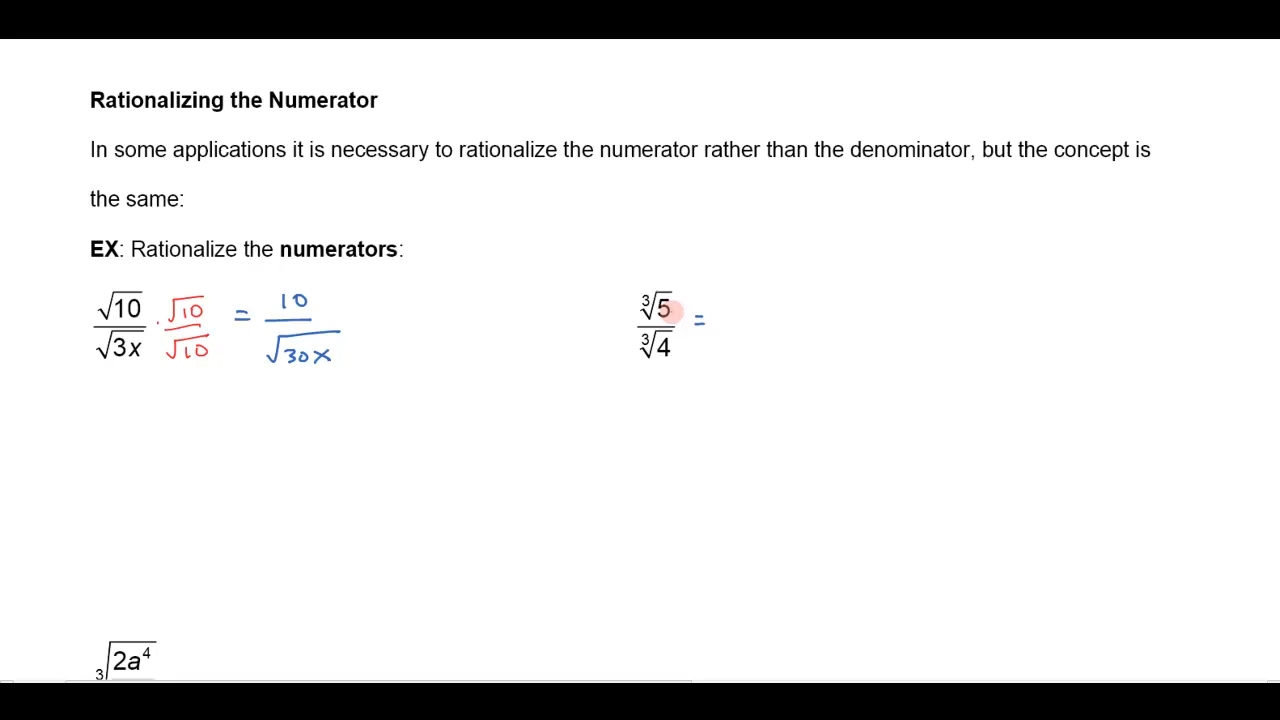 Rationalizing the Numerator
In some applications it is necessary to rationalize the numerator rather than the denominator, but the concept is
the same:
EX: Rationalize the numerators:
√10/√3x · √10/√10 = 10/√30x
∛5/∛4 =
∛2a⁴